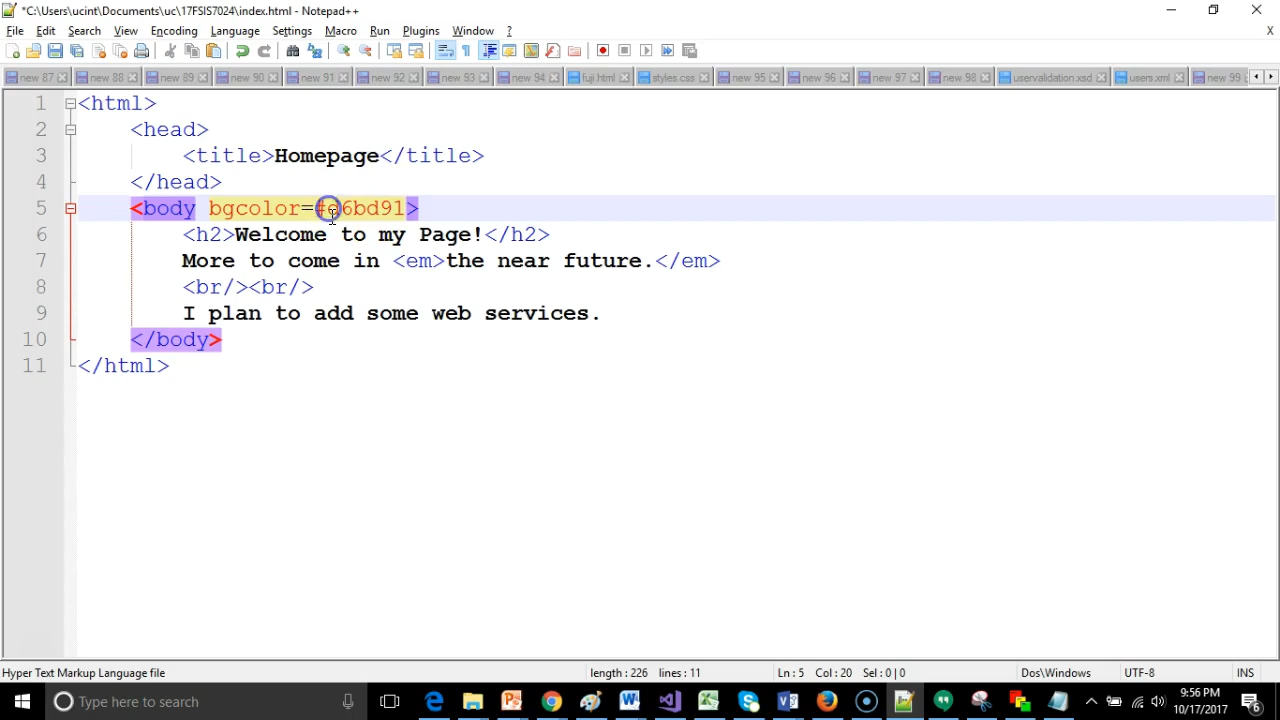 *C:\Users\ucint\Documents\uc\17FSIS7024\index.html - Notepad++
File Edit Search View Encoding Language Settings Macro Run Plugins Window ? X
new 87 new 88 new 89 new 90 new 91 new 92 new 93 new 94 fuji.html styles.css new 95 new 96 new 97 new 98 uservalidation.xsd users.xml new 99
1 <html>
2 <head>
3 <title>Homepage</title>
4 </head>
5 <body bgcolor=#d6bd91>
6 <h2>Welcome to my Page!</h2>
7 More to come in <em>the near future.</em>
8 <br/><br/>
9 I plan to add some web services.
10 </body>
11 </html>
Hyper Text Markup Language file length : 226 lines : 11 Ln : 5 Col : 20 Sel : 0 | 0 Dos\Windows UTF-8 INS
Type here to search
9:56 PM
10/17/2017
6